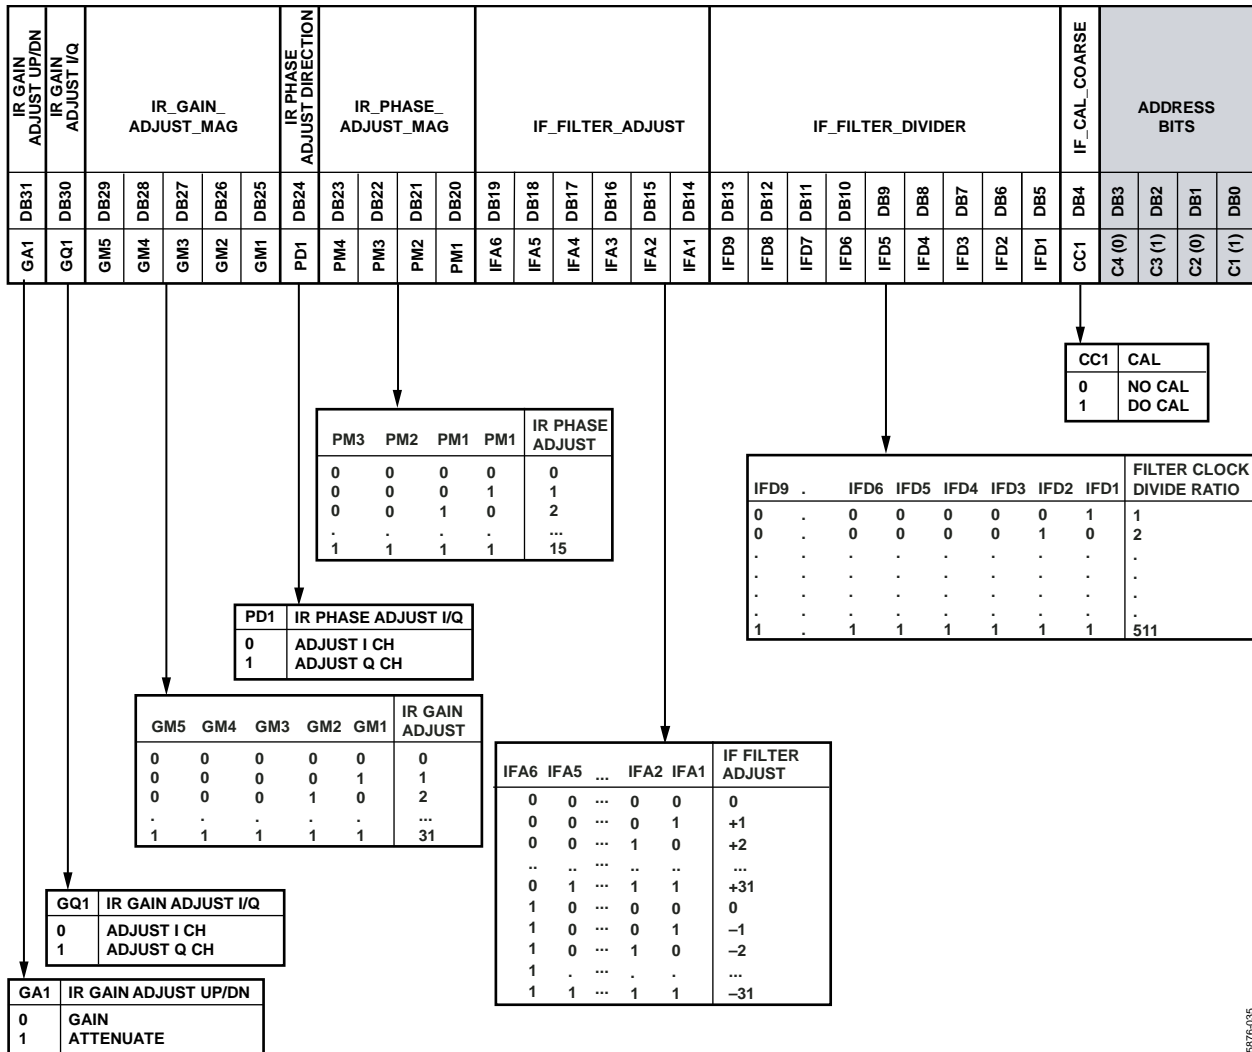 IR GAIN
ADJUST UP/DN
IR GAIN
ADJUST I/Q
IR_GAIN_
ADJUST_MAG
IR PHASE
ADJUST DIRECTION
IR_PHASE_
ADJUST_MAG
IF_FILTER_ADJUST
IF_FILTER_DIVIDER
IF_CAL_COARSE
ADDRESS
BITS
DB31 DB30 DB29 DB28 DB27 DB26 DB25 DB24 DB23 DB22 DB21 DB20 DB19 DB18 DB17 DB16 DB15 DB14 DB13 DB12 DB11 DB10 DB9 DB8 DB7 DB6 DB5 DB4 DB3 DB2 DB1 DB0
GA1 GQ1 GM5 GM4 GM3 GM2 GM1 PD1 PM4 PM3 PM2 PM1 IFA6 IFA5 IFA4 IFA3 IFA2 IFA1 IFD9 IFD8 IFD7 IFD6 IFD5 IFD4 IFD3 IFD2 IFD1 CC1 C4 (0) C3 (1) C2 (0) C1 (1)
CC1 CAL
0 NO CAL
1 DO CAL
PM3 PM2 PM1 PM1 IR PHASE
ADJUST
0 0 0 0 0
0 0 0 1 1
0 0 1 0 2
. . . . ...
1 1 1 1 15
IFD9 . IFD6 IFD5 IFD4 IFD3 IFD2 IFD1 FILTER CLOCK
DIVIDE RATIO
0 . 0 0 0 0 0 1 1
0 . 0 0 0 0 1 0 2
. . . . . . . . .
. . . . . . . . .
. . . . . . . . .
. . . . . . . . .
1 . 1 1 1 1 1 1 511
PD1 IR PHASE ADJUST I/Q
0 ADJUST I CH
1 ADJUST Q CH
GM5 GM4 GM3 GM2 GM1 IR GAIN
ADJUST
0 0 0 0 0 0
0 0 0 0 1 1
0 0 0 1 0 2
. . . . . ...
1 1 1 1 1 31
IFA6 IFA5 ... IFA2 IFA1 IF FILTER
ADJUST
0 0 ... 0 0 0
0 0 ... 0 1 +1
0 0 ... 1 0 +2
.. .. ... .. .. ...
0 1 ... 1 1 +31
1 0 ... 0 0 0
1 0 ... 0 1 –1
1 0 ... 1 0 –2
1 . ... . . ...
1 1 ... 1 1 –31
GQ1 IR GAIN ADJUST I/Q
0 ADJUST I CH
1 ADJUST Q CH
GA1 IR GAIN ADJUST UP/DN
0 GAIN
1 ATTENUATE